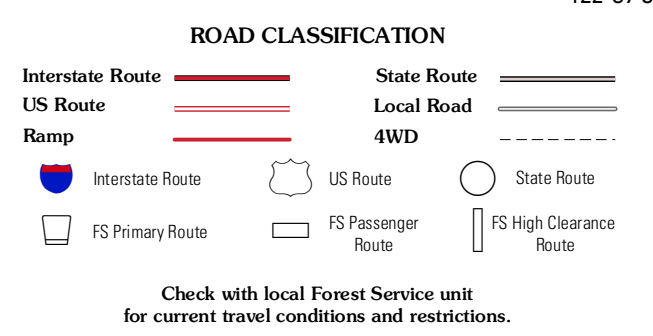 ROAD CLASSIFICATION
Interstate Route
State Route
US Route
Local Road
Ramp
4WD
Interstate Route
US Route
State Route
FS Primary Route
FS Passenger
Route
FS High Clearance
Route
Check with local Forest Service unit
for current travel conditions and restrictions.